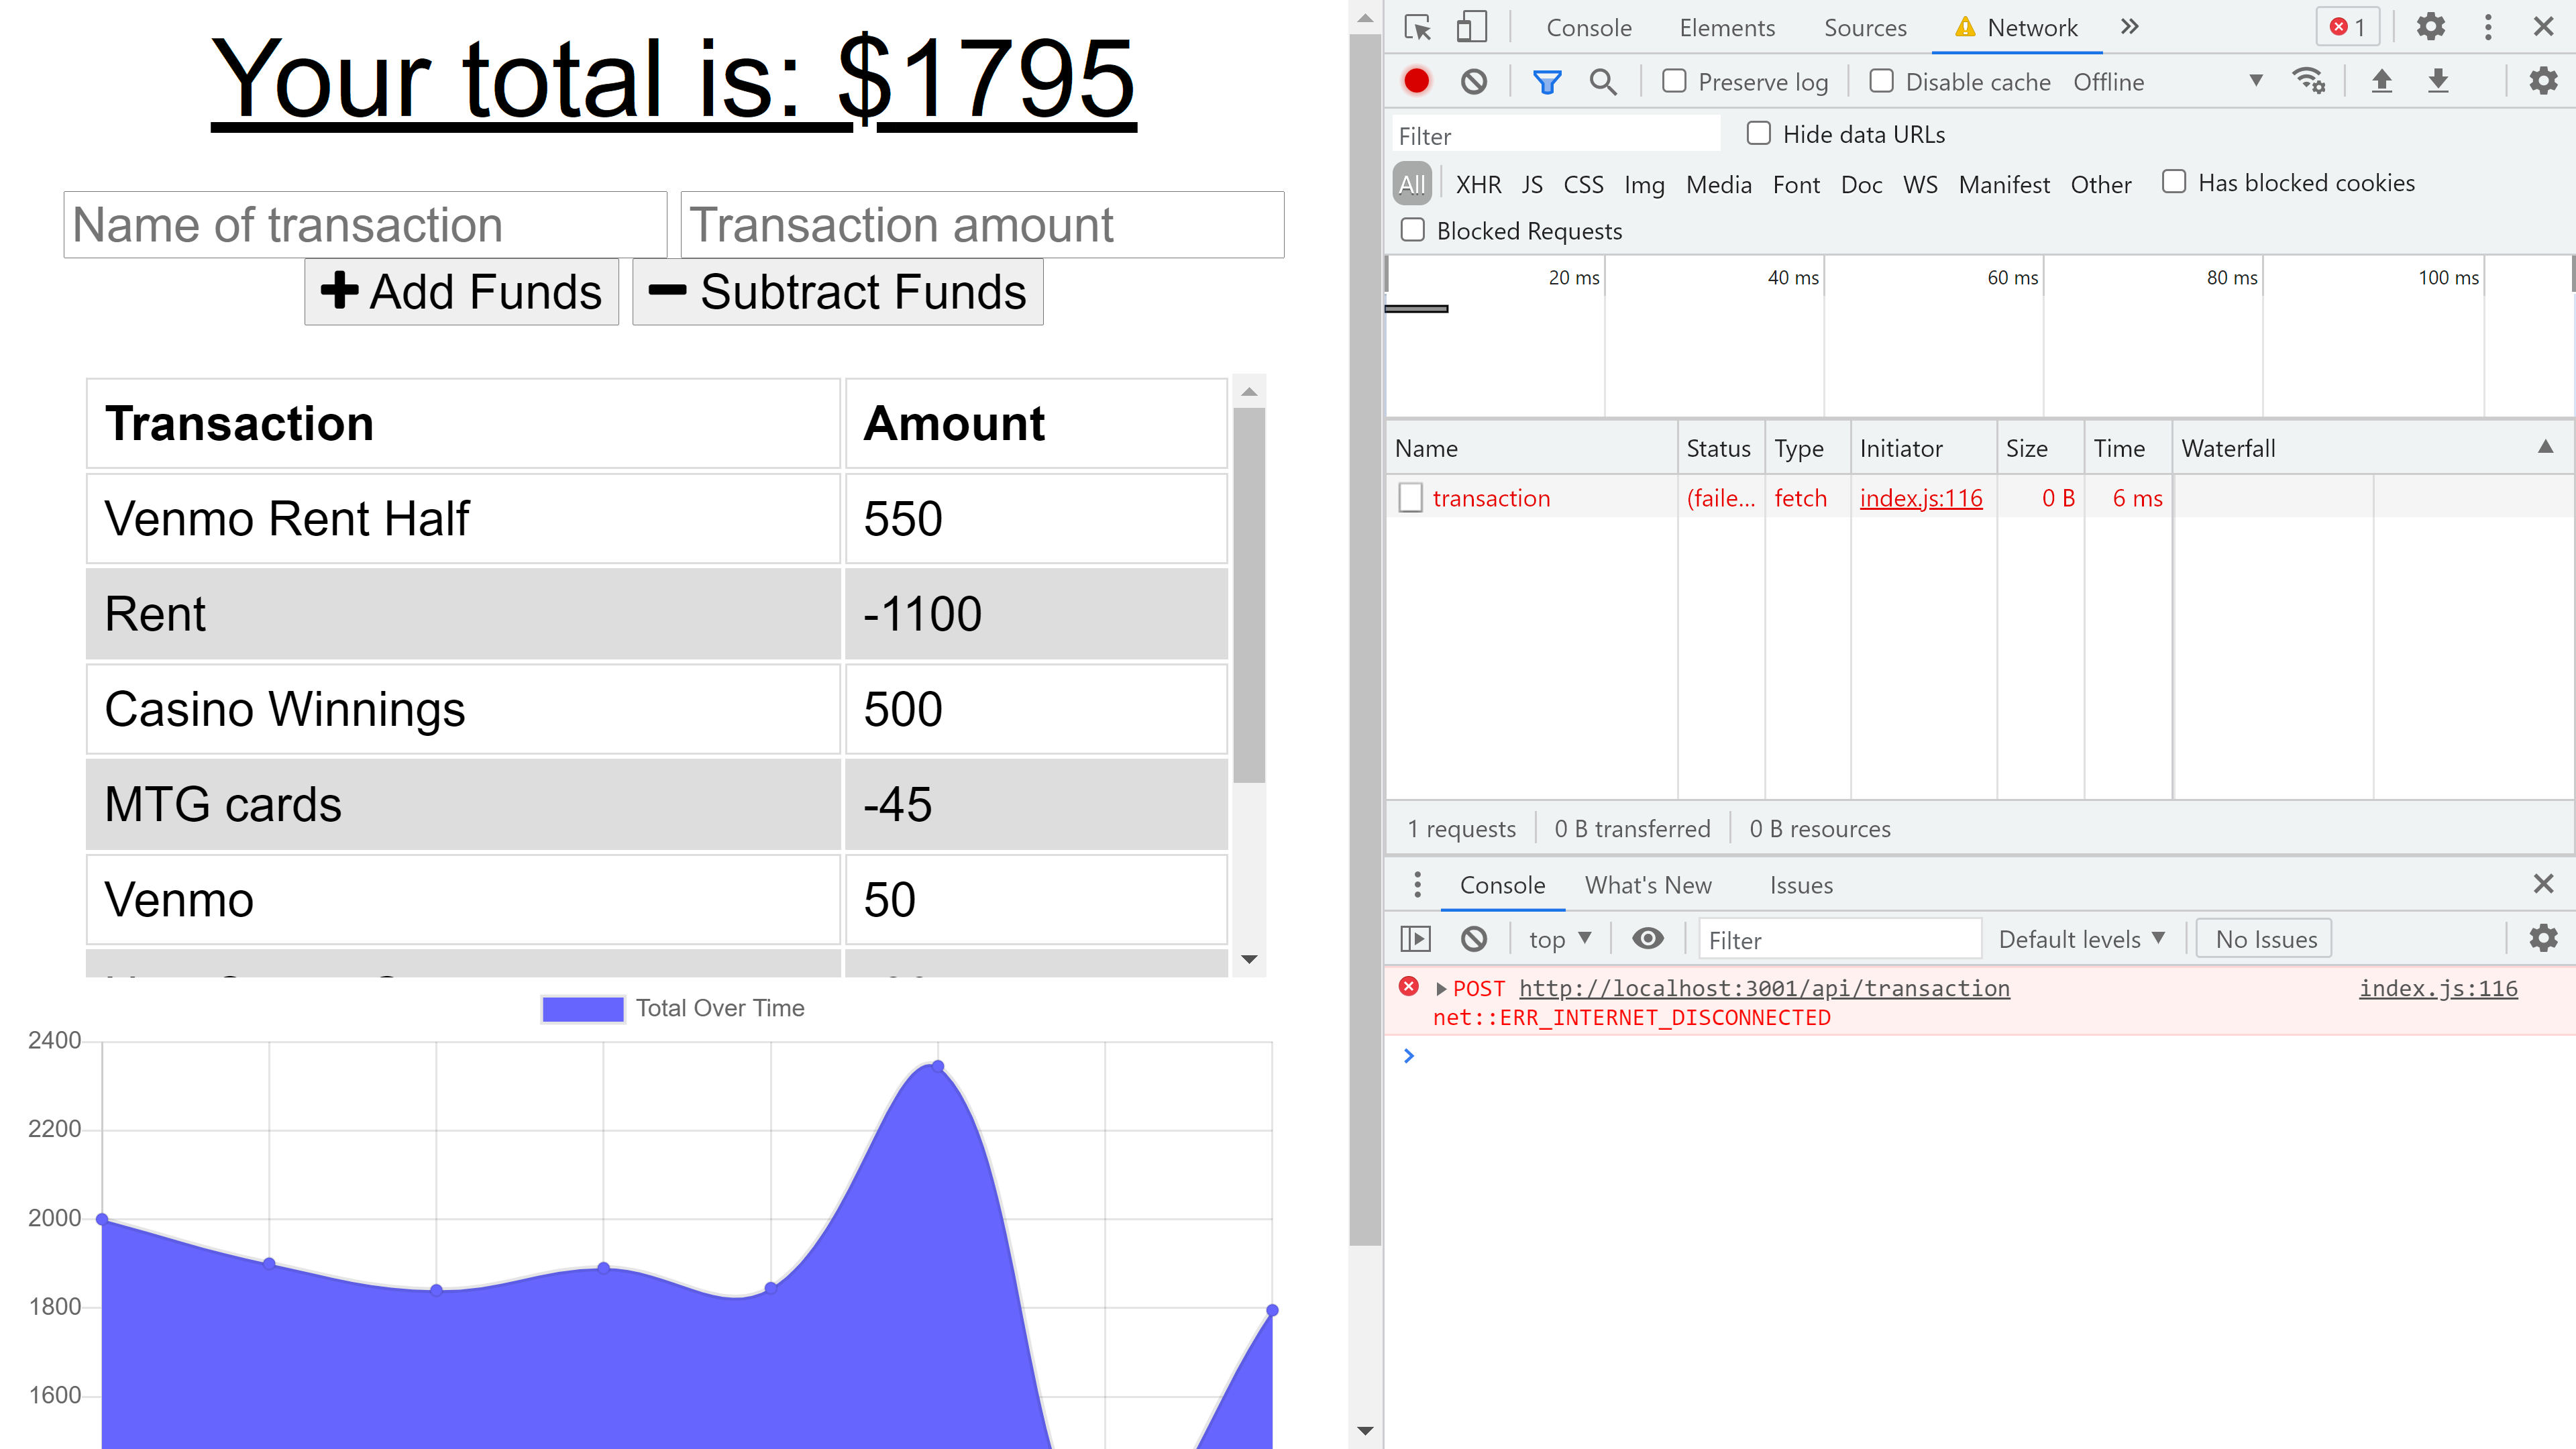 Your total is: $1795
Name of transaction
Transaction amount
Add Funds
Subtract Funds
Transaction Amount
Venmo Rent Half 550
Rent -1100
Casino Winnings 500
MTG cards -45
Venmo 50
Total Over Time
2400
2200
2000
1800
1600
Console Elements Sources Network 1
Preserve log Disable cache Offline
Filter Hide data URLs
All XHR JS CSS Img Media Font Doc WS Manifest Other Has blocked cookies
Blocked Requests
20 ms 40 ms 60 ms 80 ms 100 ms
Name Status Type Initiator Size Time Waterfall
transaction (faile... fetch index.js:116 0 B 6 ms
1 requests 0 B transferred 0 B resources
Console What's New Issues
top Filter Default levels No Issues
POST http://localhost:3001/api/transaction index.js:116
net::ERR_INTERNET_DISCONNECTED